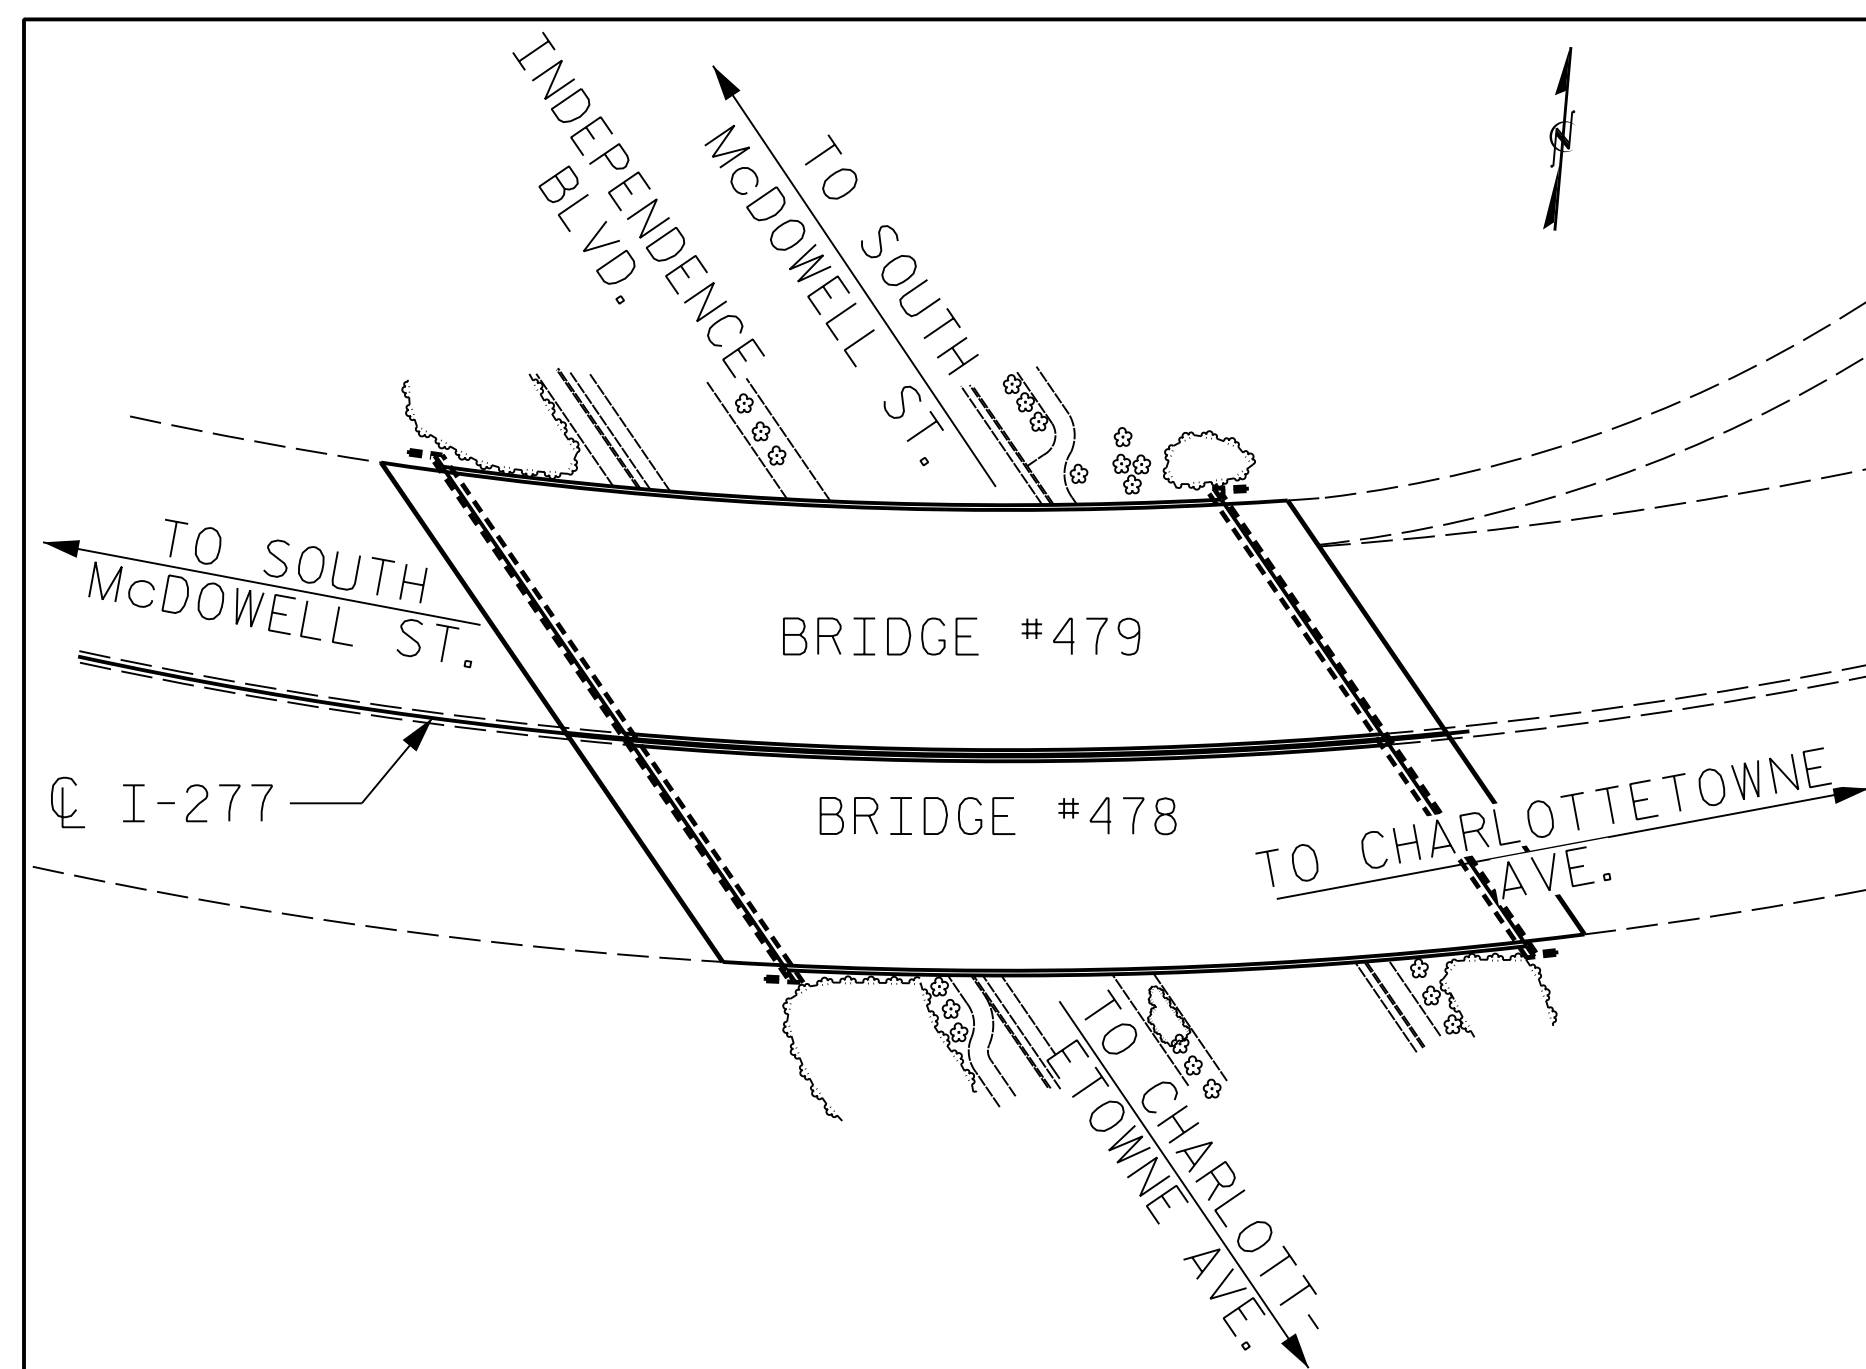 INDEPENDENCE
BLVD.
TO SOUTH
McDOWELL ST.
N
TO SOUTH
McDOWELL ST.
BRIDGE #479
℄ I-277
BRIDGE #478
TO CHARLOTTETOWNE
AVE.
TO CHARLOTT-
ETOWNE AVE.